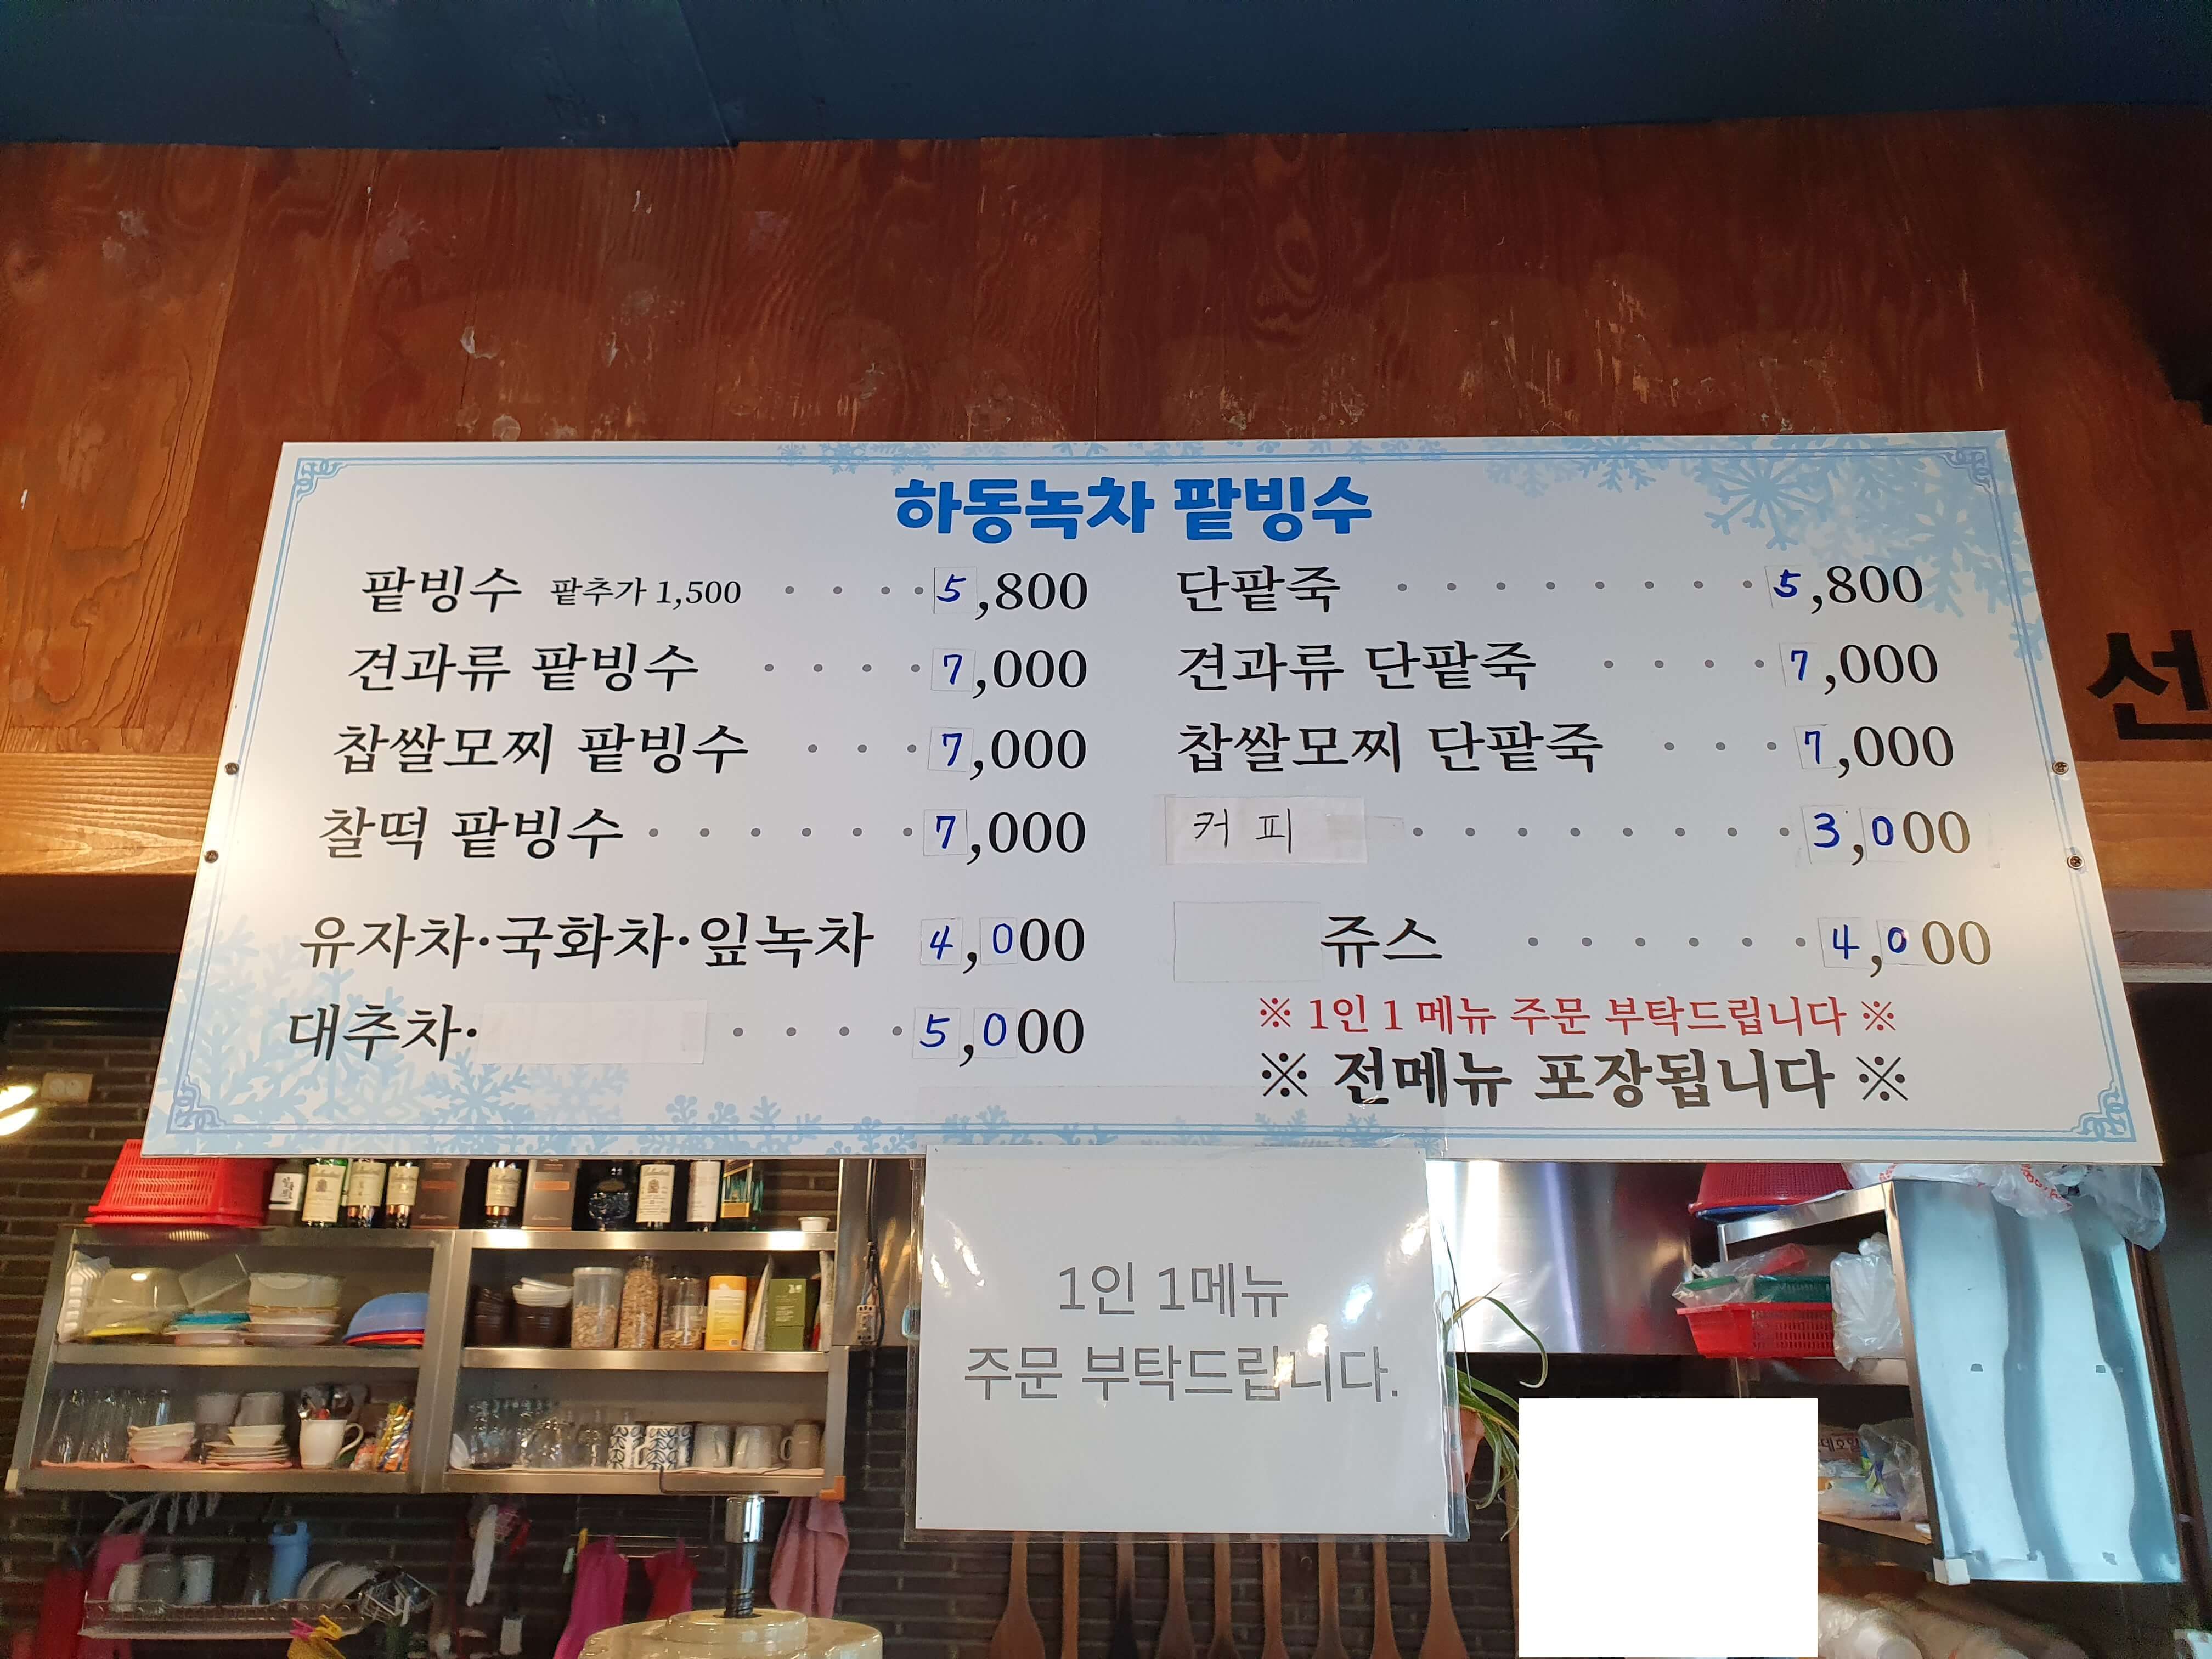 하동녹차 팥빙수
팥빙수 팥추가 1,500 · · · · 5,800
견과류 팥빙수 · · · · 7,000
찹쌀모찌 팥빙수 · · · 7,000
찰떡 팥빙수 · · · · · · 7,000
유자차·국화차·잎녹차 4,000
대추차· · · · · 5,000
단팥죽 · · · · · · · · 5,800
견과류 단팥죽 · · · · 7,000
찹쌀모찌 단팥죽 · · · 7,000
커피 · · · · · · · · 3,000
쥬스 · · · · · · 4,000
※ 1인 1 메뉴 주문 부탁드립니다 ※
※ 전메뉴 포장됩니다 ※
선
1인 1메뉴
주문 부탁드립니다.